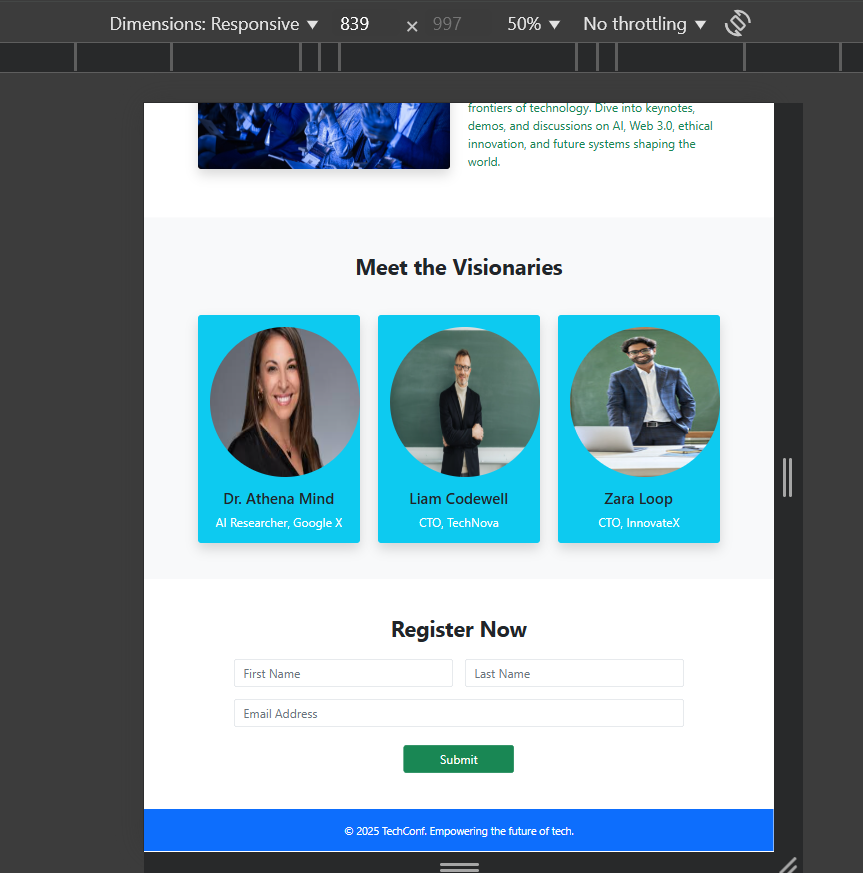 Dimensions: Responsive ▼ 839 × 997 50% ▼ No throttling ▼
frontiers of technology. Dive into keynotes,
demos, and discussions on AI, Web 3.0, ethical
innovation, and future systems shaping the
world.
Meet the Visionaries
Dr. Athena Mind
AI Researcher, Google X
Liam Codewell
CTO, TechNova
Zara Loop
CTO, InnovateX
Register Now
First Name
Last Name
Email Address
Submit
© 2025 TechConf. Empowering the future of tech.